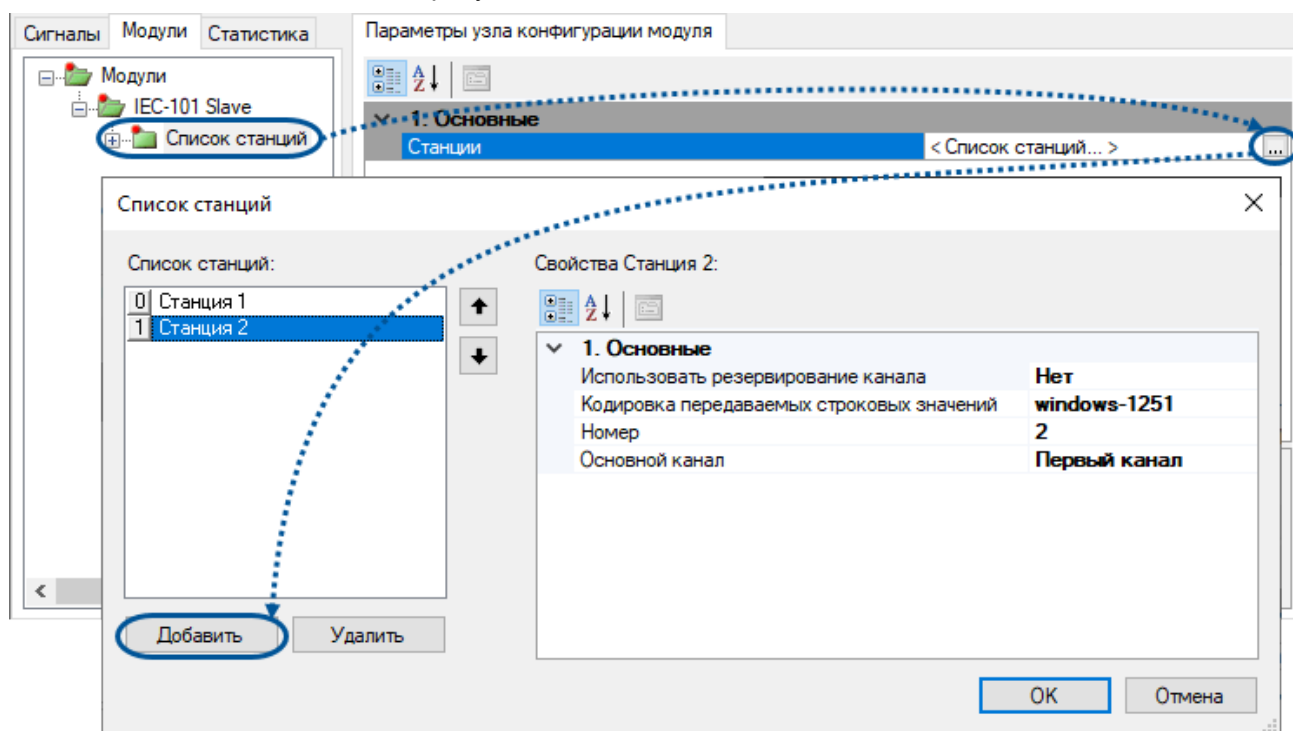 Сигналы Модули Статистика Параметры узла конфигурации модуля
Модули
IEC-101 Slave
Список станций
1. Основные
Станции < Список станций... > ...
Список станций
Список станций: Свойства Станция 2:
0 Станция 1
1 Станция 2
1. Основные
Использовать резервирование канала Нет
Кодировка передаваемых строковых значений windows-1251
Номер 2
Основной канал Первый канал
Добавить Удалить
OK Отмена